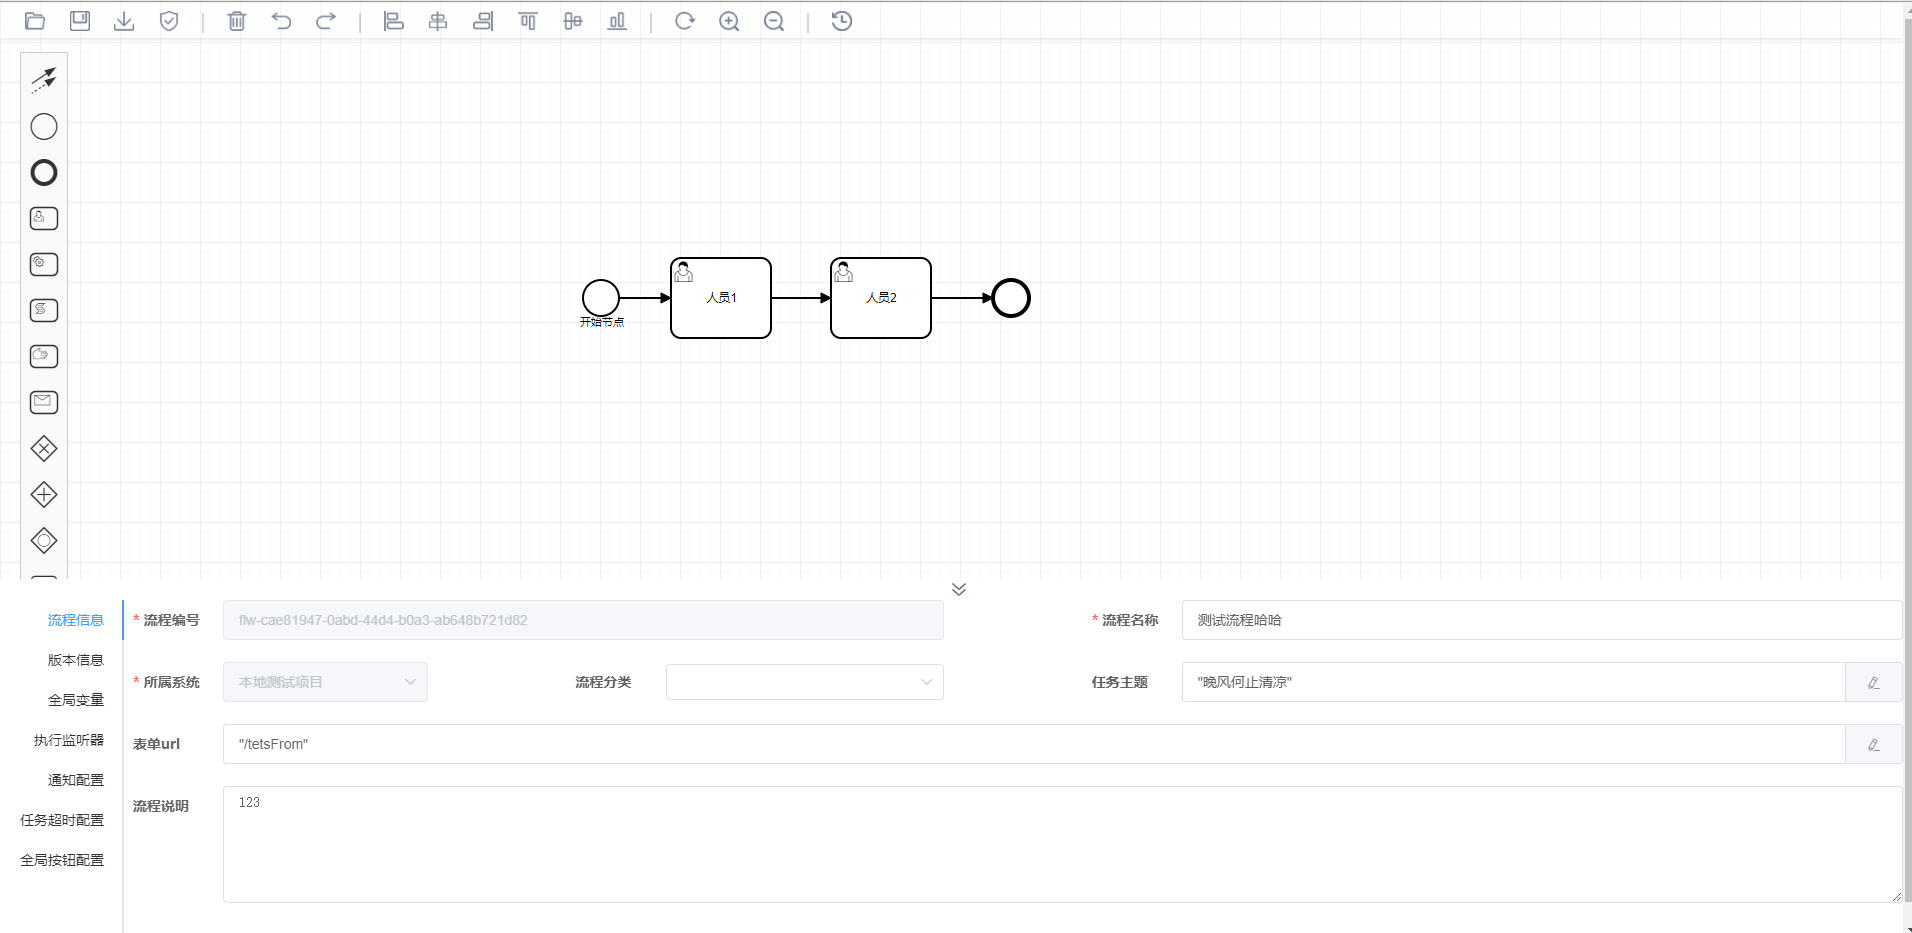 人员1
人员2
开始节点
流程信息
* 流程编号
flw-cae81947-0abd-44d4-b0a3-ab648b721d82
* 流程名称
测试流程哈哈
版本信息
* 所属系统
本地测试项目
流程分类
任务主题
"晚风何止清凉"
全局变量
执行监听器
表单url
"/tetsFrom"
通知配置
流程说明
123
任务超时配置
全局按钮配置